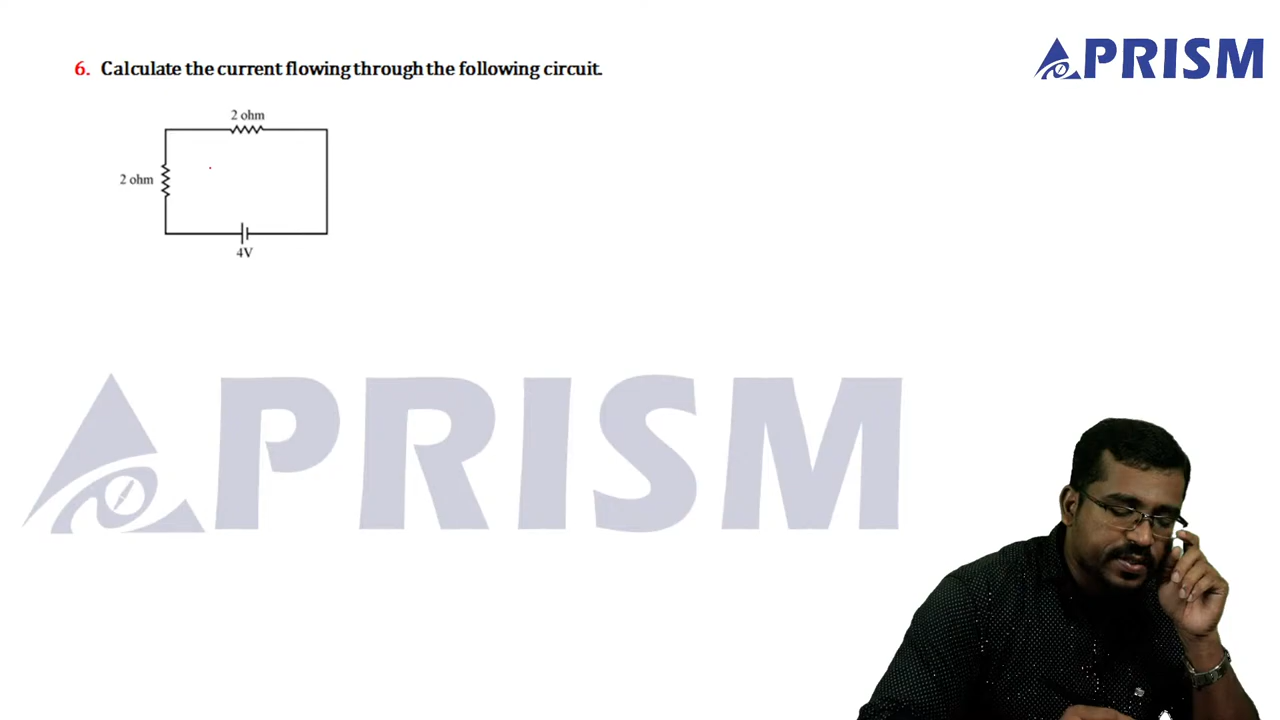 PRISM
6. Calculate the current flowing through the following circuit.
2 ohm
2 ohm
4V
PRISM